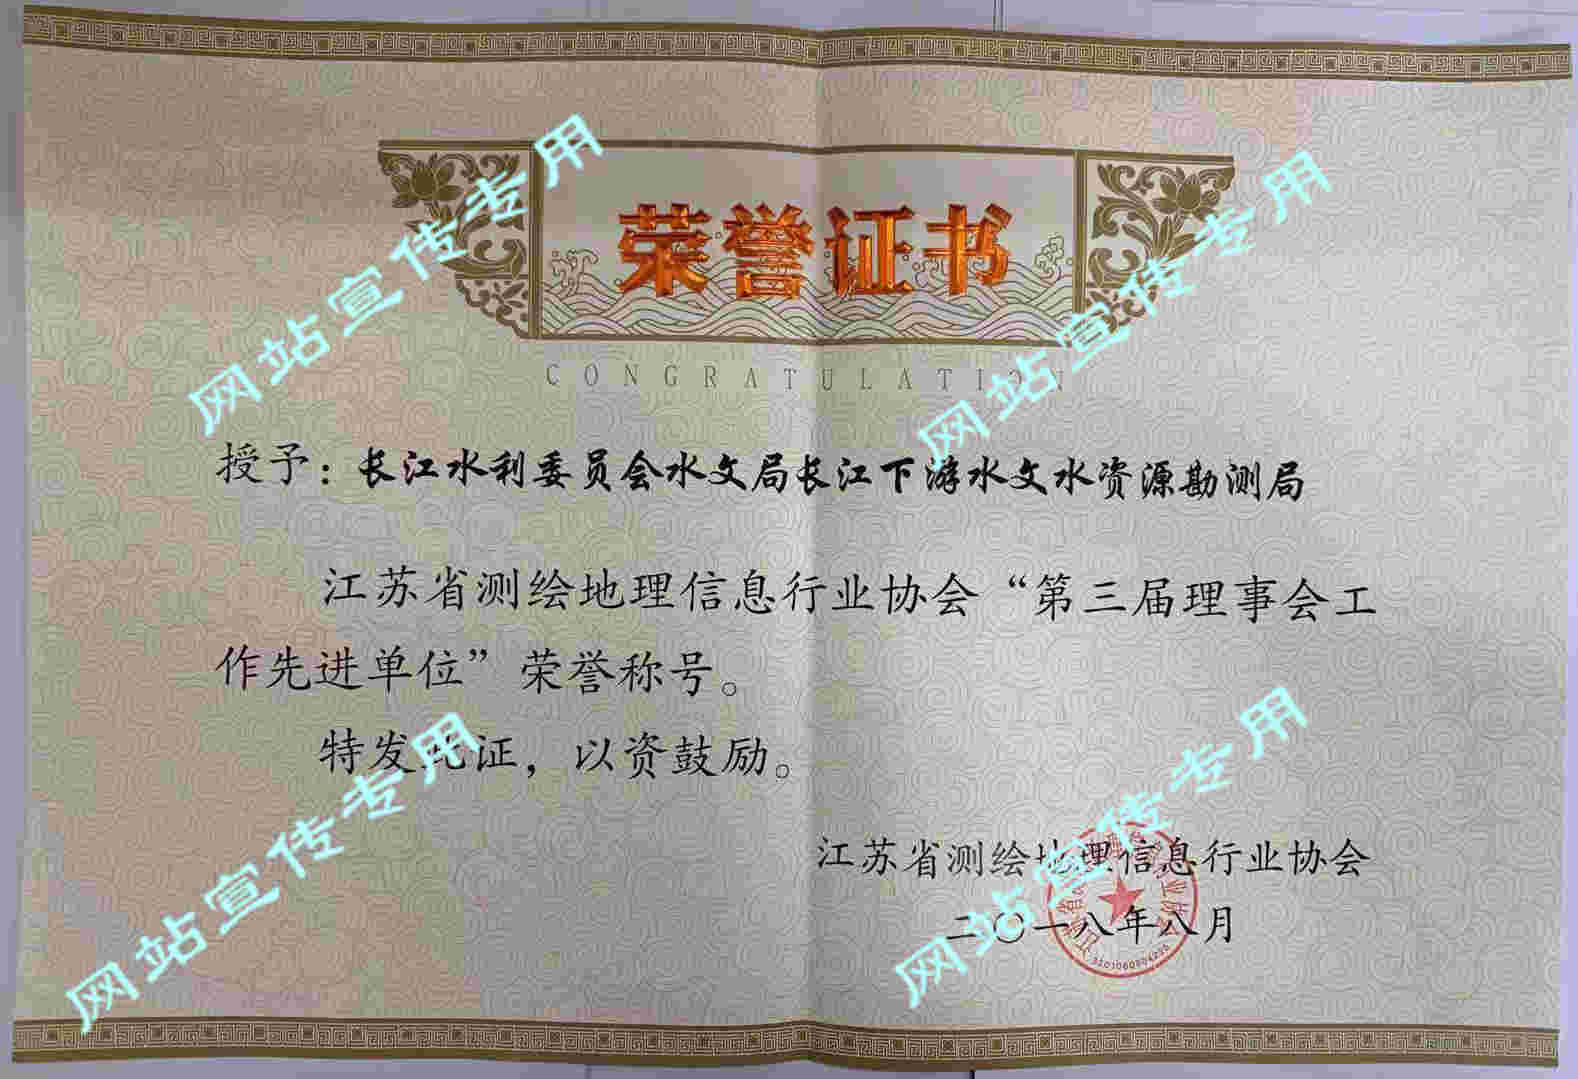 荣誉证书
CONGRATULATION
授予：长江水利委员会水文局长江下游水文水资源勘测局
江苏省测绘地理信息行业协会“第三届理事会工
作先进单位”荣誉称号。
特发此证，以资鼓励。
江苏省测绘地理信息行业协会
二〇一八年八月
网站宣传专用
网站宣传专用
网站宣传专用
网站宣传专用